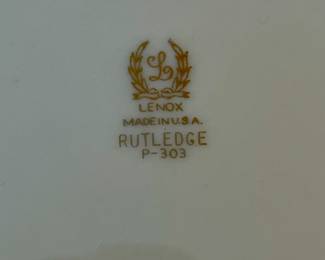 L
LENOX
MADE IN U.S.A.
RUTLEDGE
P-303